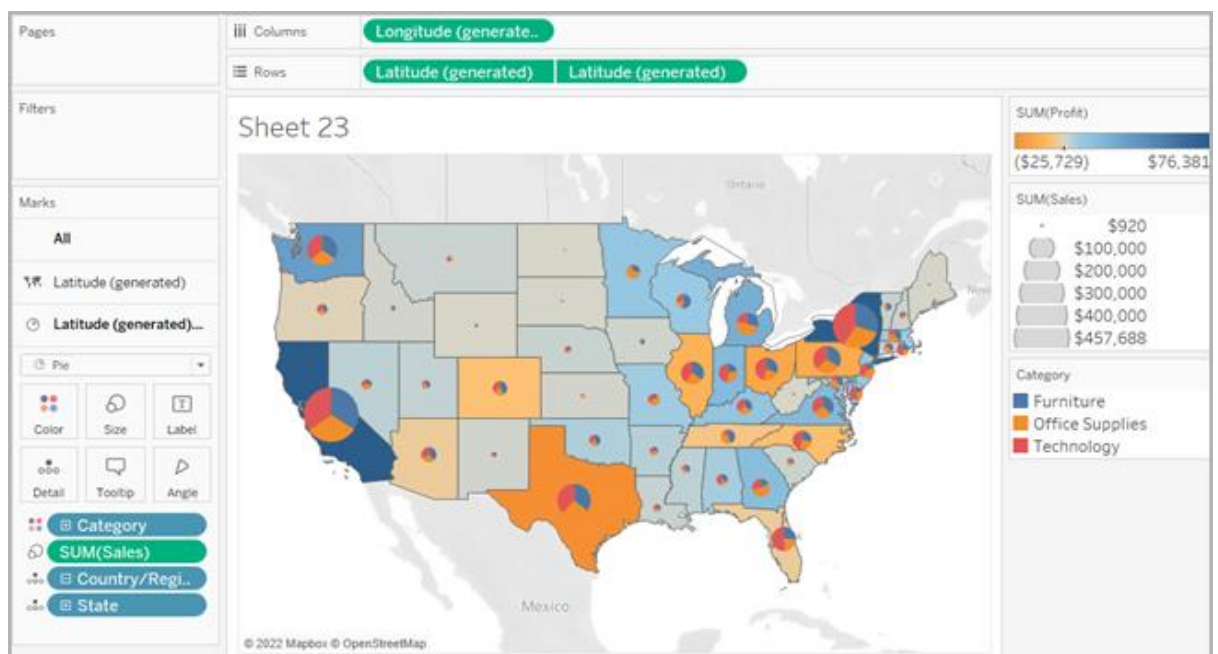 Pages
Columns
Longitude (generate..
Rows
Latitude (generated)
Latitude (generated)
Filters
Marks
All
Latitude (generated)
Latitude (generated)...
Pie
Color
Size
Label
Detail
Tooltip
Angle
Category
SUM(Sales)
Country/Regi..
State
Sheet 23
Ontario
Mexico
© 2022 Mapbox © OpenStreetMap
SUM(Profit)
($25,729) $76,381
SUM(Sales)
$920
$100,000
$200,000
$300,000
$400,000
$457,688
Category
Furniture
Office Supplies
Technology